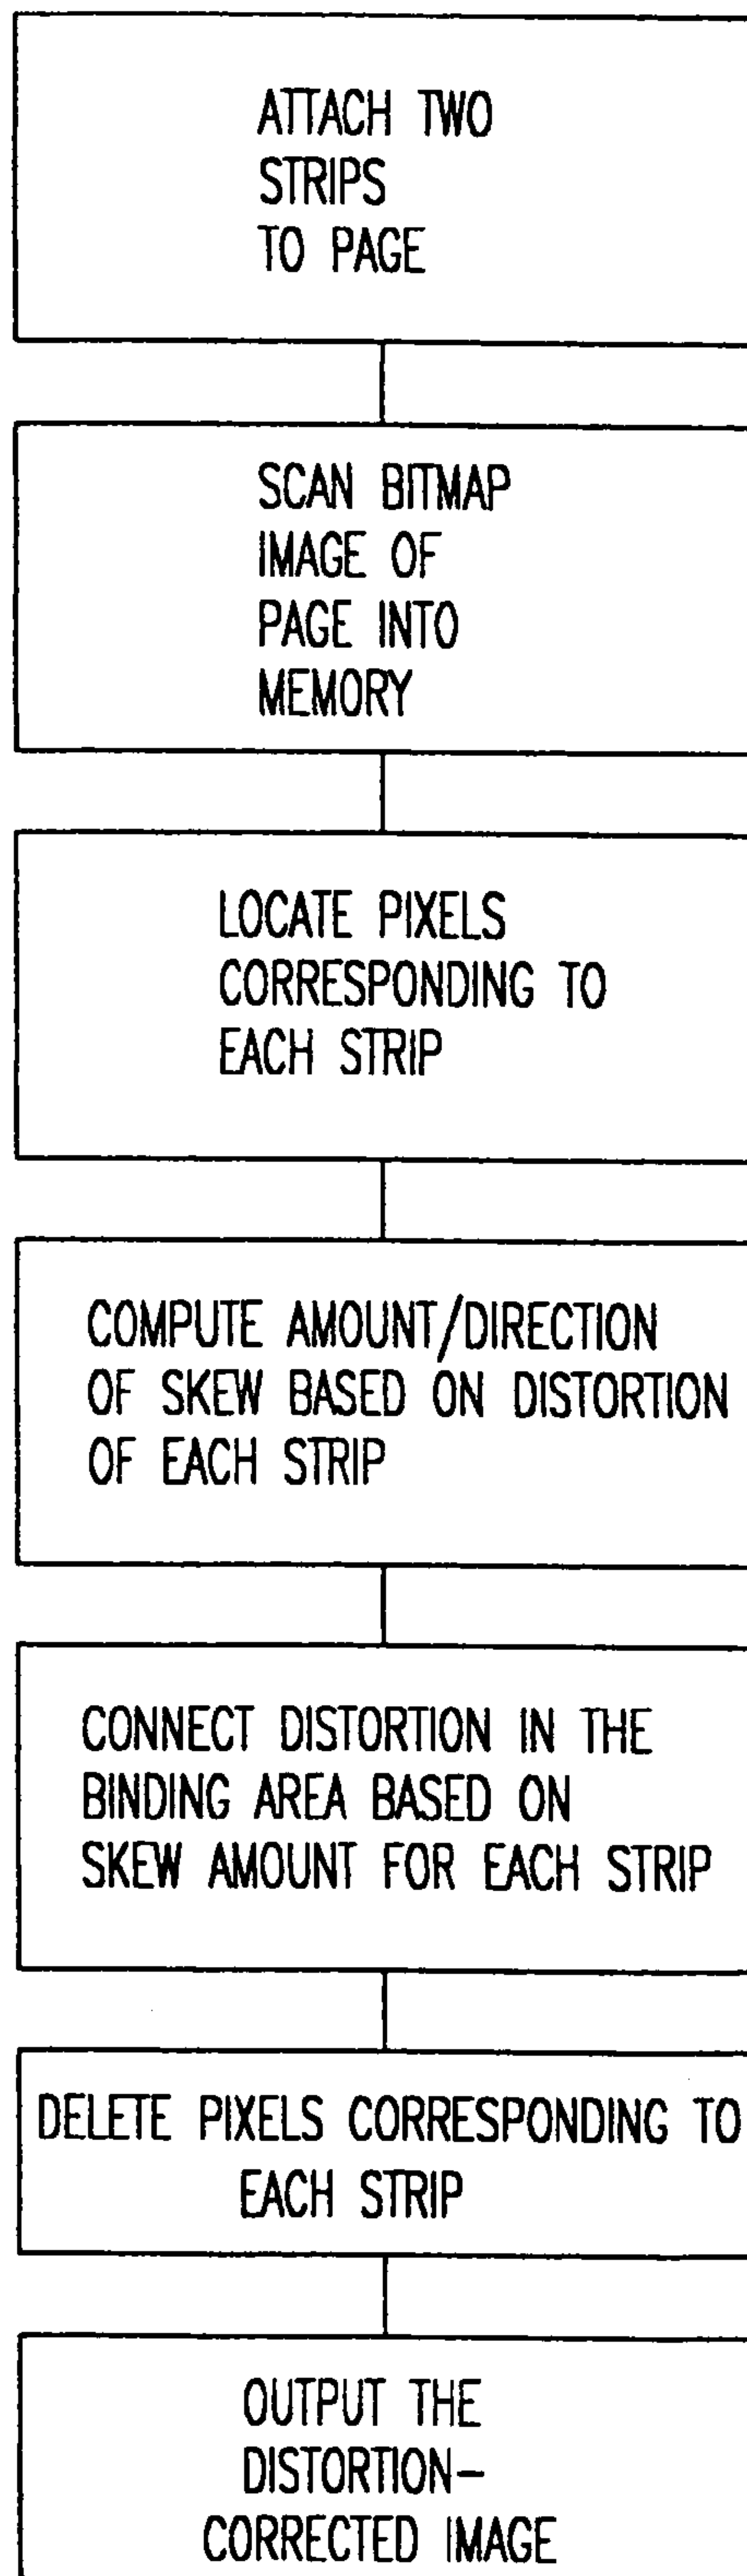 ATTACH TWO
STRIPS
TO PAGE
SCAN BITMAP
IMAGE OF
PAGE INTO
MEMORY
LOCATE PIXELS
CORRESPONDING TO
EACH STRIP
COMPUTE AMOUNT/DIRECTION
OF SKEW BASED ON DISTORTION
OF EACH STRIP
CONNECT DISTORTION IN THE
BINDING AREA BASED ON
SKEW AMOUNT FOR EACH STRIP
DELETE PIXELS CORRESPONDING TO
EACH STRIP
OUTPUT THE
DISTORTION-
CORRECTED IMAGE